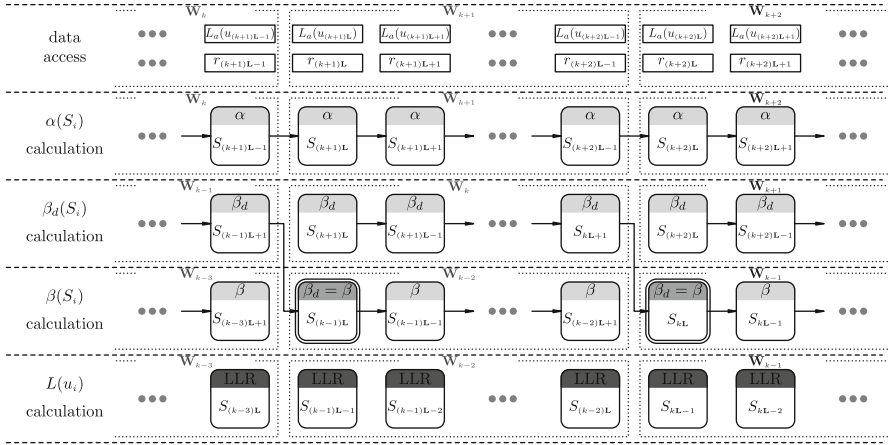 W_k W_{k+1} W_{k+2}
data access
L_a(u_{(k+1)L−1}) L_a(u_{(k+1)L}) L_a(u_{(k+1)L+1}) L_a(u_{(k+2)L−1}) L_a(u_{(k+2)L}) L_a(u_{(k+2)L+1})
r_{(k+1)L−1} r_{(k+1)L} r_{(k+1)L+1} r_{(k+2)L−1} r_{(k+2)L} r_{(k+2)L+1}
W_k W_{k+1} W_{k+2}
α(S_i) calculation
α α α α α α
S_{(k+1)L−1} S_{(k+1)L} S_{(k+1)L+1} S_{(k+2)L−1} S_{(k+2)L} S_{(k+2)L+1}
W_{k-1} W_k W_{k+1}
β_d(S_i) calculation
β_d β_d β_d β_d β_d β_d
S_{(k−1)L+1} S_{(k+1)L} S_{(k+1)L−1} S_{kL+1} S_{(k+2)L} S_{(k+2)L−1}
W_{k-3} W_{k-2} W_{k-1}
β(S_i) calculation
β β_d = β β β β_d = β β
S_{(k−3)L+1} S_{(k−1)L} S_{(k−1)L−1} S_{(k−2)L+1} S_{kL} S_{kL−1}
W_{k-3} W_{k-2} W_{k-1}
L(u_i) calculation
LLR LLR LLR LLR LLR LLR
S_{(k−3)L} S_{(k−1)L−1} S_{(k−1)L−2} S_{(k−2)L} S_{kL−1} S_{kL−2}